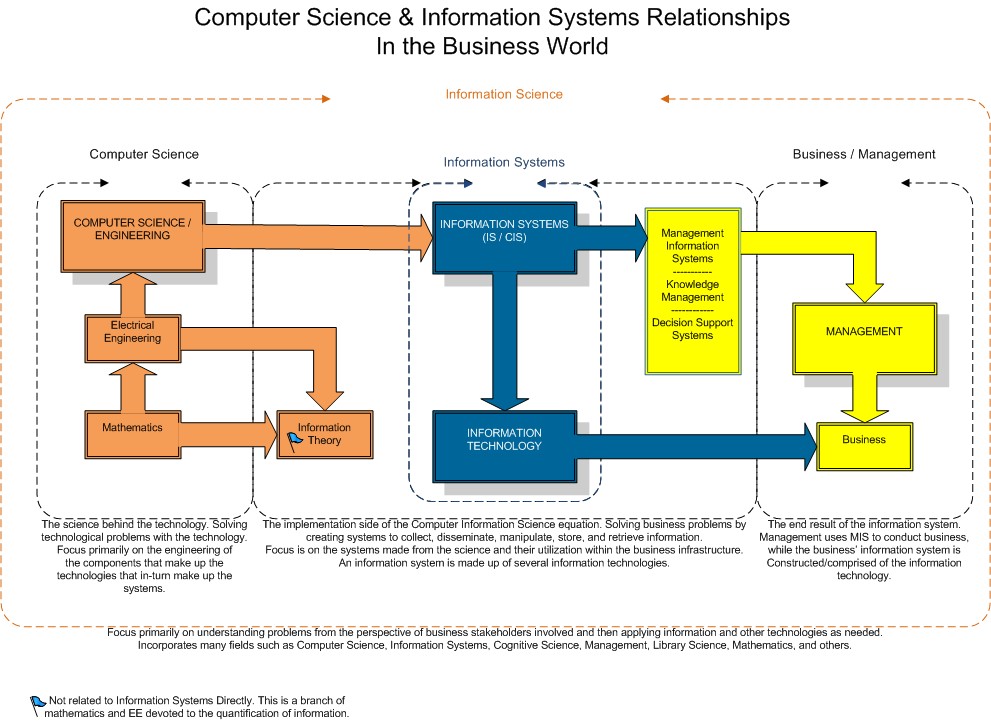 Computer Science & Information Systems Relationships
In the Business World
Information Science
Computer Science
Information Systems
Business / Management
COMPUTER SCIENCE /
ENGINEERING
INFORMATION SYSTEMS
(IS / CIS)
Management
Information
Systems
-----------
Knowledge
Management
------------
Decision Support
Systems
Electrical
Engineering
MANAGEMENT
Mathematics
Information
Theory
INFORMATION
TECHNOLOGY
Business
The science behind the technology. Solving
technological problems with the technology.
Focus primarily on the engineering of
the components that make up the
technologies that in-turn make up the
systems.
The implementation side of the Computer Information Science equation. Solving business problems by
creating systems to collect, disseminate, manipulate, store, and retrieve information.
Focus is on the systems made from the science and their utilization within the business infrastructure.
An information system is made up of several information technologies.
The end result of the information system.
Management uses MIS to conduct business,
while the business' information system is
Constructed/comprised of the information
technology.
Focus primarily on understanding problems from the perspective of business stakeholders involved and then applying information and other technologies as needed.
Incorporates many fields such as Computer Science, Information Systems, Cognitive Science, Management, Library Science, Mathematics, and others.
Not related to Information Systems Directly. This is a branch of
mathematics and EE devoted to the quantification of information.